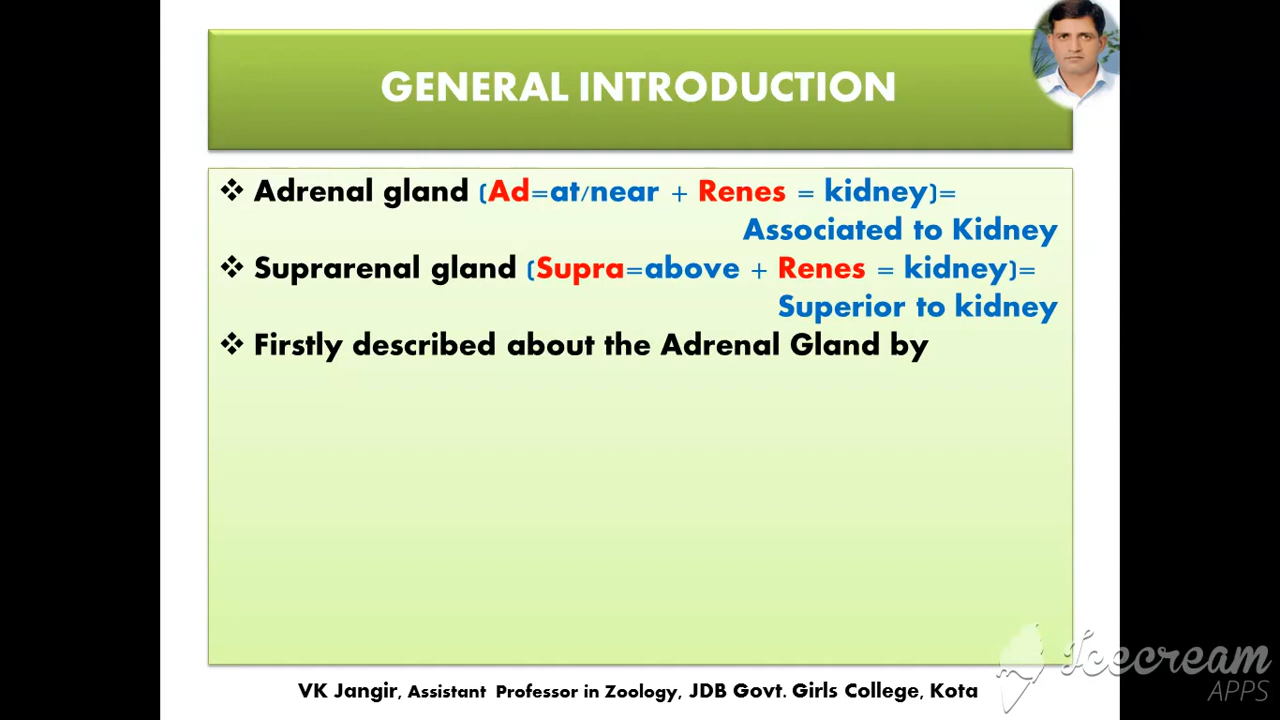 GENERAL INTRODUCTION
❖ Adrenal gland (Ad=at/near + Renes = kidney)=
Associated to Kidney
❖ Suprarenal gland (Supra=above + Renes = kidney)=
Superior to kidney
❖ Firstly described about the Adrenal Gland by
VK Jangir, Assistant Professor in Zoology, JDB Govt. Girls College, Kota
Icecream
APPS